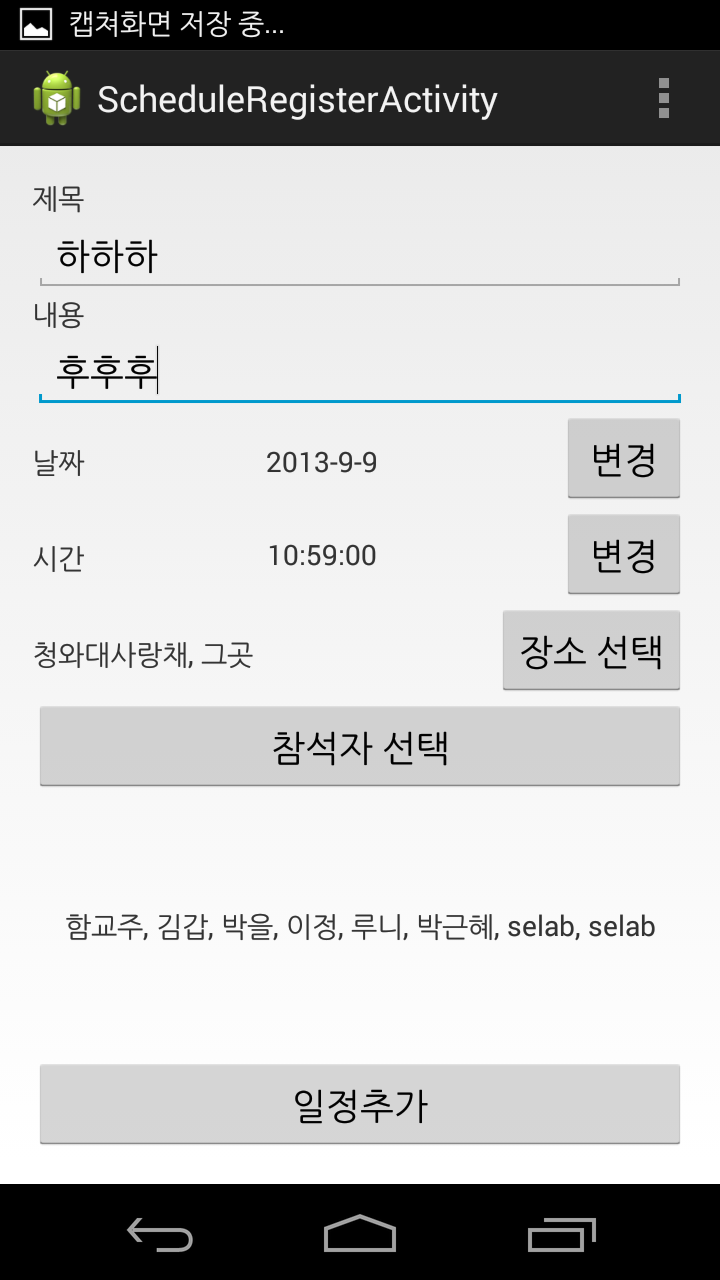 캡쳐화면 저장 중...
ScheduleRegisterActivity
제목
하하하
내용
후후후
날짜 2013-9-9 변경
시간 10:59:00 변경
청와대사랑채, 그곳 장소 선택
참석자 선택
함교주, 김갑, 박을, 이정, 루니, 박근혜, selab, selab
일정추가